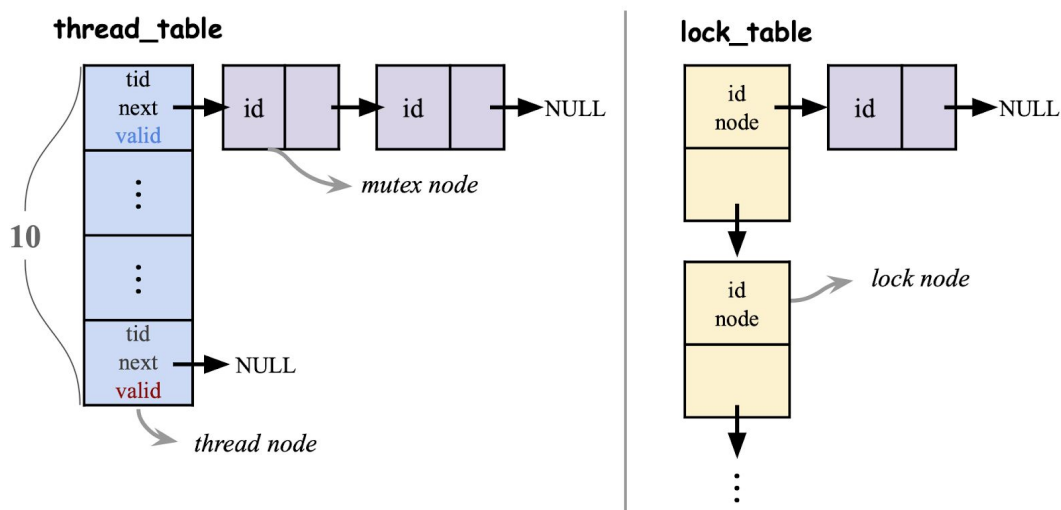 thread_table
tid
next
valid
id
id
NULL
mutex node
⋮
⋮
10
tid
next
valid
NULL
thread node
lock_table
id
node
id
NULL
id
node
lock node
⋮